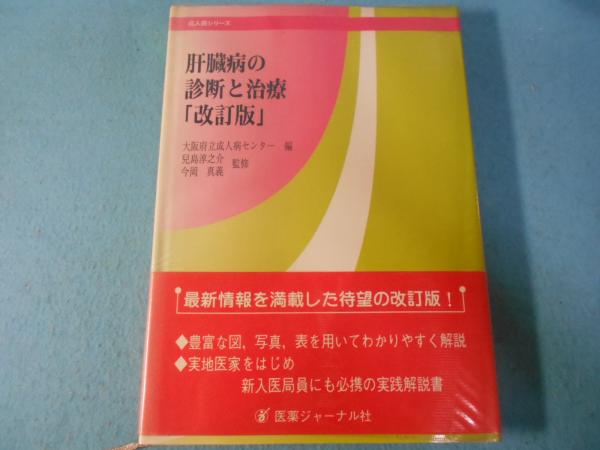 成人病シリーズ
肝臓病の
診断と治療
「改訂版」
大阪府立成人病センター 編
兒島淳之介
今岡 真義 監修
最新情報を満載した待望の改訂版!
◆豊富な図、写真、表を用いてわかりやすく解説
◆実地医家をはじめ
新入医局員にも必携の実践解説書
医薬ジャーナル社